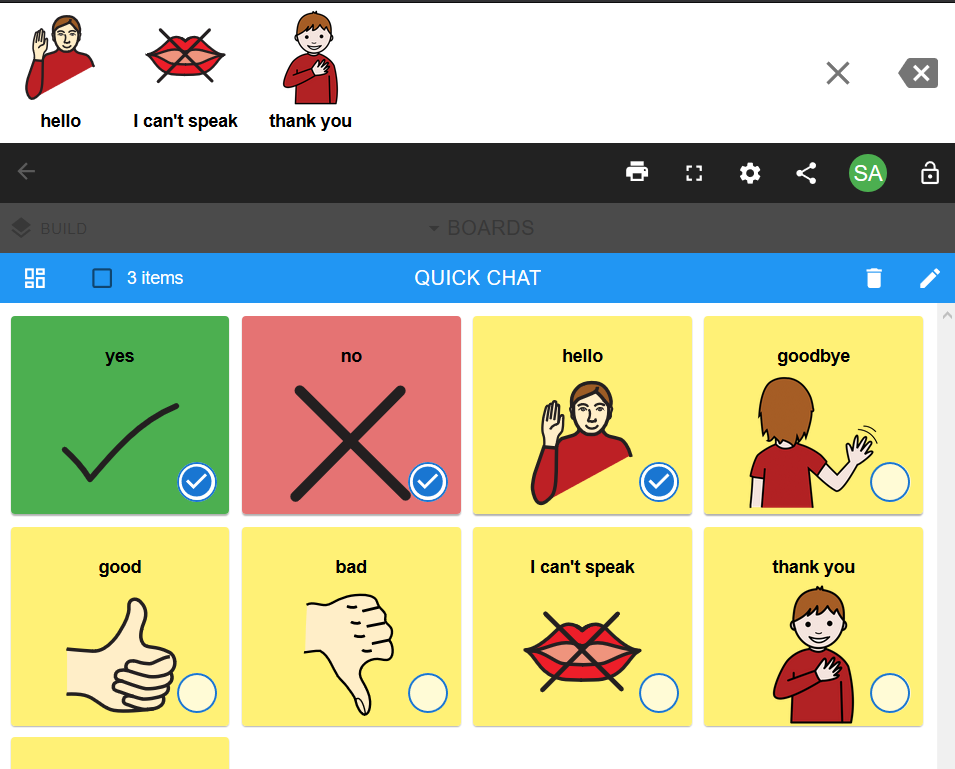 hello
I can't speak
thank you
SA
BUILD
BOARDS
3 items
QUICK CHAT
yes
no
hello
goodbye
good
bad
I can't speak
thank you